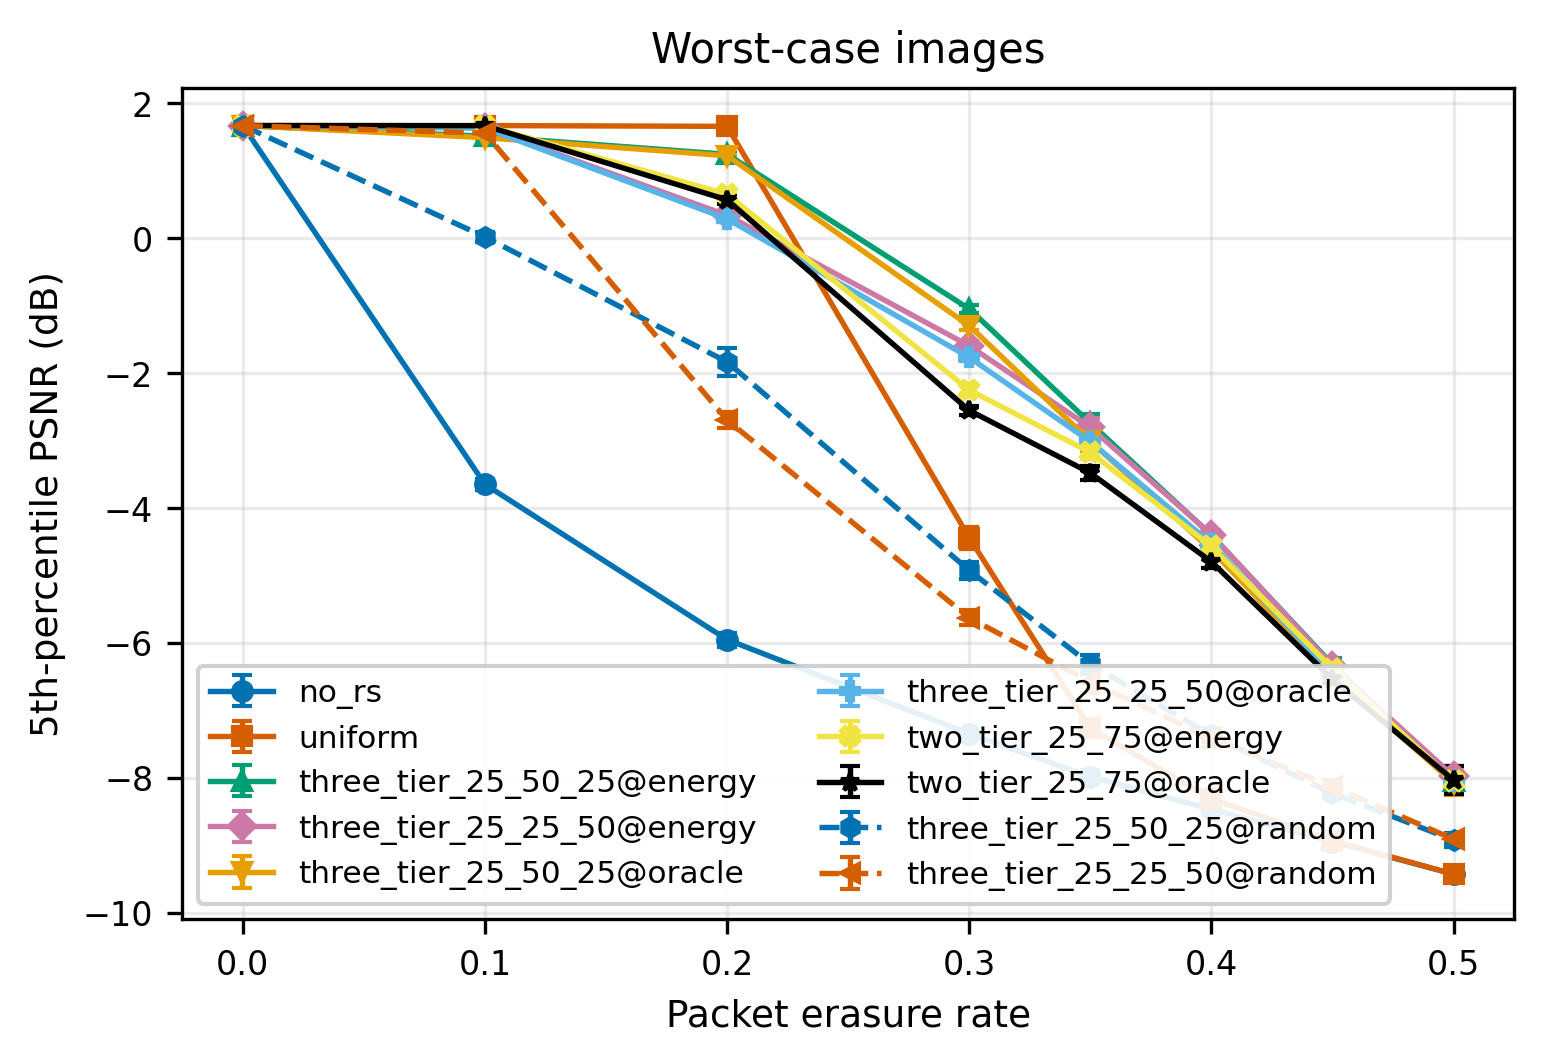 Worst-case images
5th-percentile PSNR (dB)
2
0
−2
−4
−6
−8
−10
no_rs
uniform
three_tier_25_50_25@energy
three_tier_25_25_50@energy
three_tier_25_50_25@oracle
three_tier_25_25_50@oracle
two_tier_25_75@energy
two_tier_25_75@oracle
three_tier_25_50_25@random
three_tier_25_25_50@random
0.0 0.1 0.2 0.3 0.4 0.5
Packet erasure rate